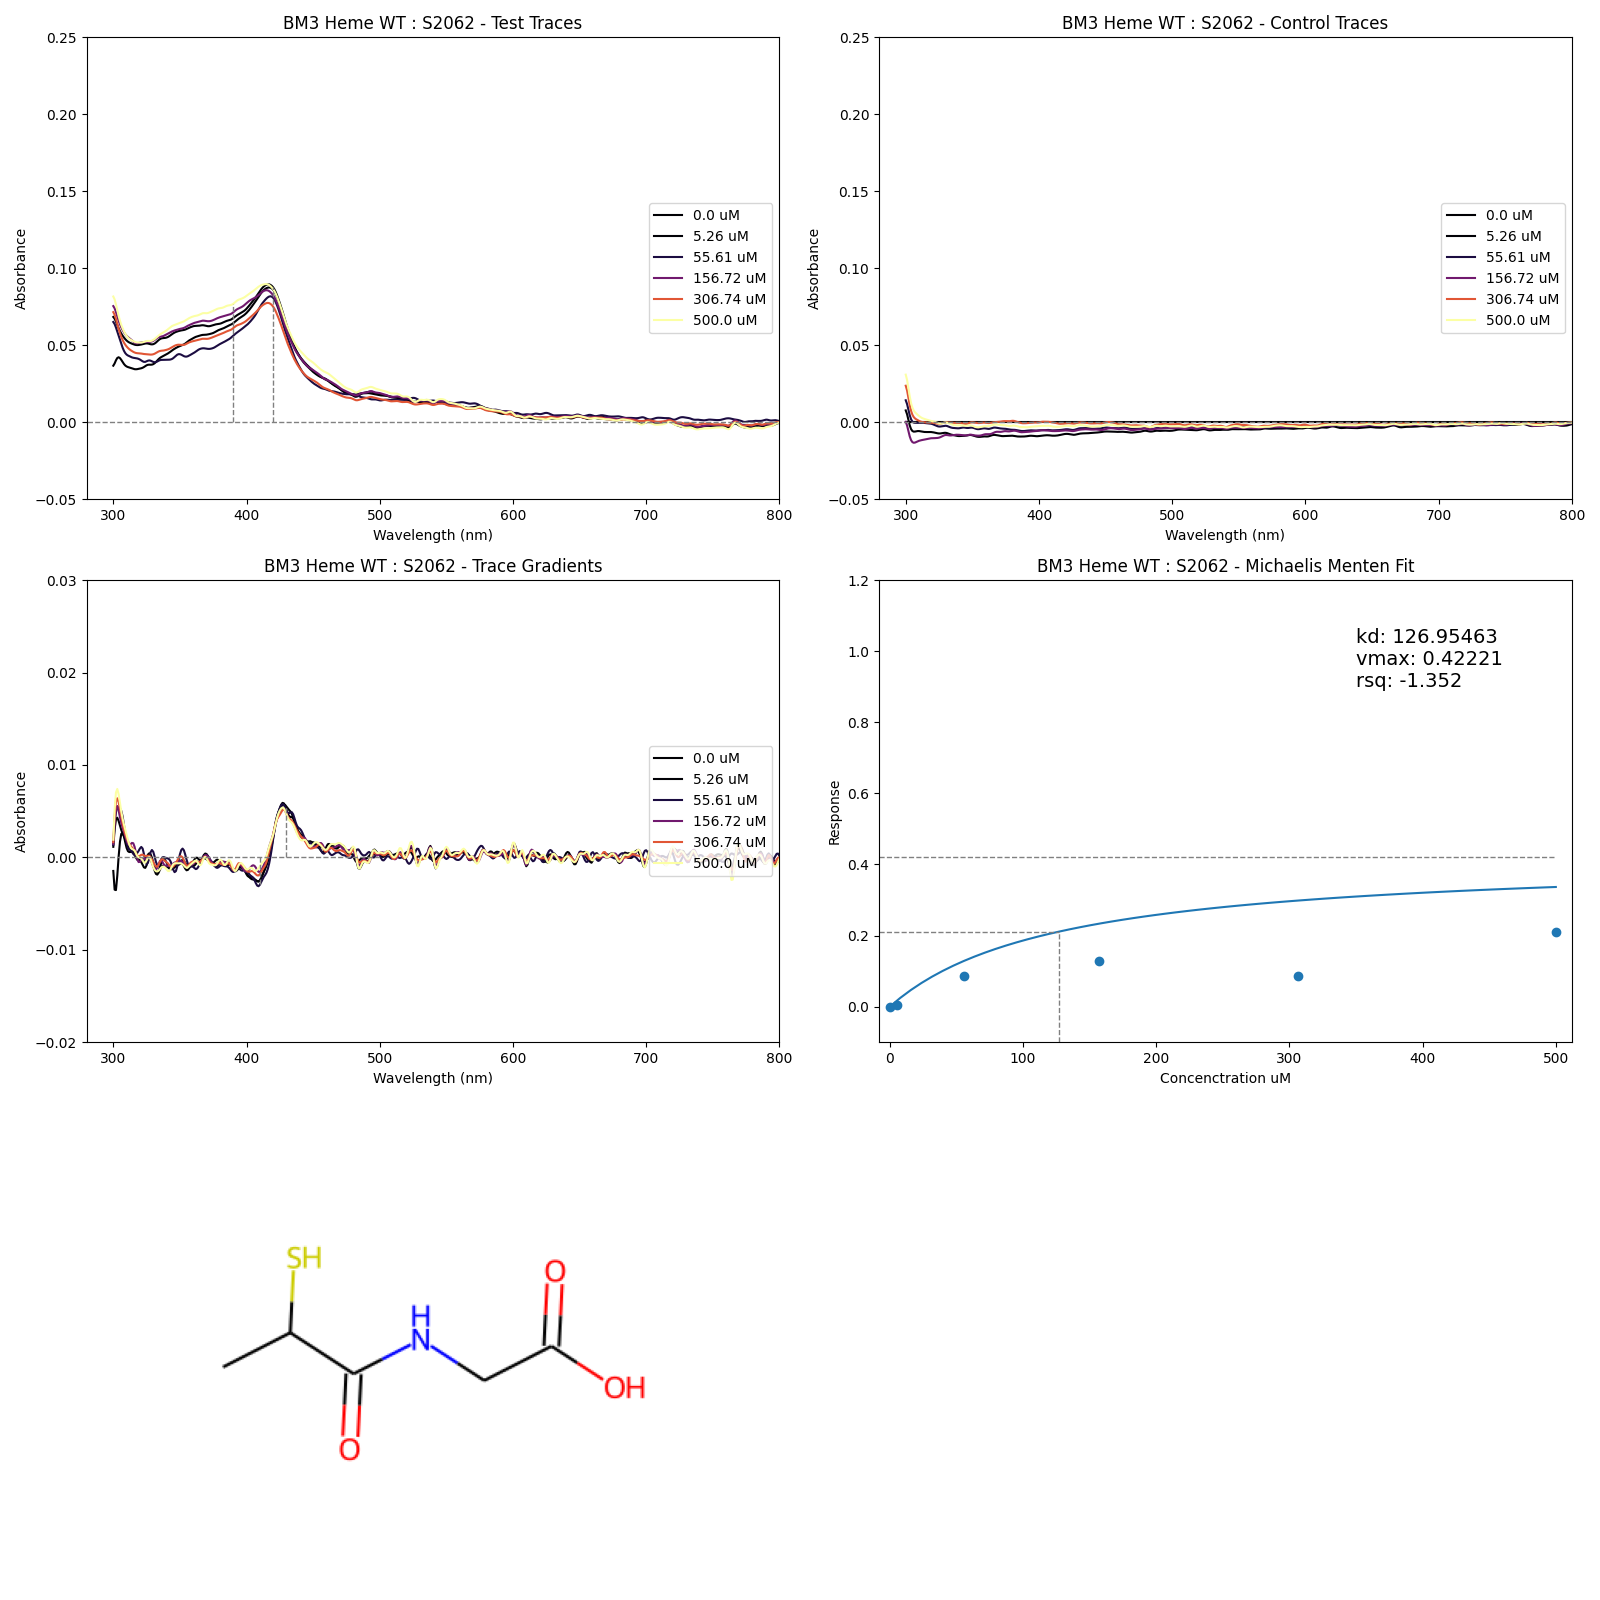 BM3 Heme WT : S2062 - Test Traces
Absorbance
0.25
0.20
0.15
0.10
0.05
0.00
−0.05
300 400 500 600 700 800
Wavelength (nm)
0.0 uM
5.26 uM
55.61 uM
156.72 uM
306.74 uM
500.0 uM
BM3 Heme WT : S2062 - Control Traces
Absorbance
0.25
0.20
0.15
0.10
0.05
0.00
−0.05
300 400 500 600 700 800
Wavelength (nm)
0.0 uM
5.26 uM
55.61 uM
156.72 uM
306.74 uM
500.0 uM
BM3 Heme WT : S2062 - Trace Gradients
Absorbance
0.03
0.02
0.01
0.00
−0.01
−0.02
300 400 500 600 700 800
Wavelength (nm)
0.0 uM
5.26 uM
55.61 uM
156.72 uM
306.74 uM
500.0 uM
BM3 Heme WT : S2062 - Michaelis Menten Fit
Response
1.2
1.0
0.8
0.6
0.4
0.2
0.0
0 100 200 300 400 500
Concenctration uM
kd: 126.95463
vmax: 0.42221
rsq: -1.352
SH
O
H
N
OH
O